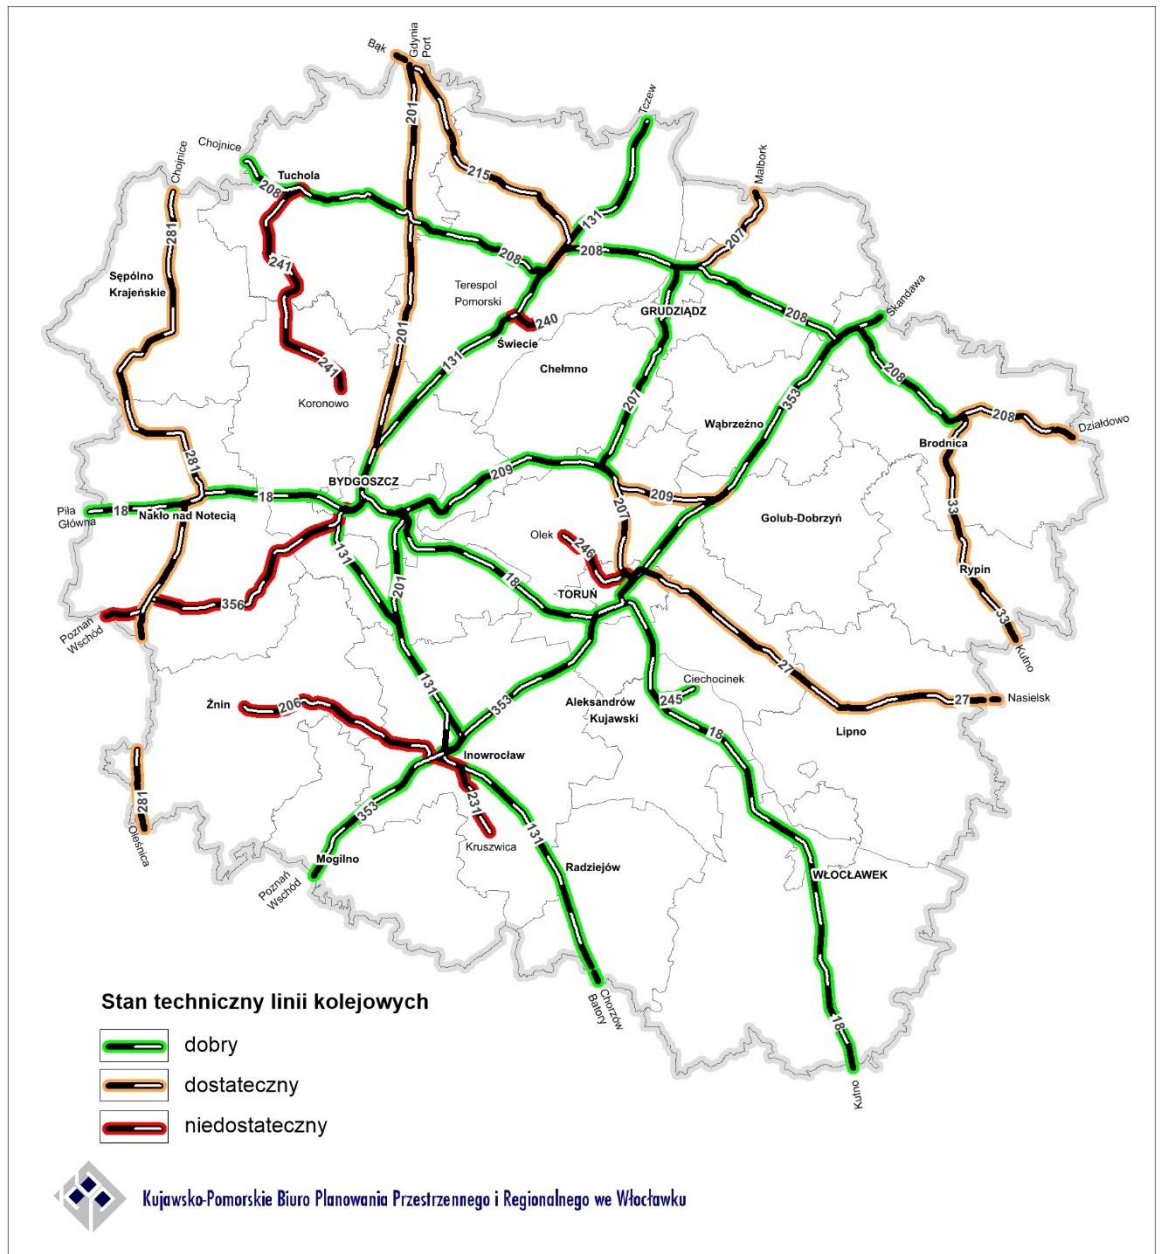 Bąk
Gdynia
Port
201
Tczew
Chojnice
Chojnice
Tuchola
208
215
131
Malbork
207
281
241
208
208
Sępólno
Krajeńskie
Terespol
Pomorski
Skandawa
GRUDZIĄDZ
208
240
Świecie
201
131
241
Koronowo
Chełmno
207
353
208
Wąbrzeźno
208
Działdowo
Brodnica
281
BYDGOSZCZ
209
209
18
Piła
Główna
18
Nakło nad Notecią
207
Golub-Dobrzyń
33
Olek
246
131
201
18
TORUŃ
Rypin
356
33
Poznań
Wschód
Kutno
27
131
Ciechocinek
245
Żnin
206
353
Aleksandrów
Kujawski
27
Nasielsk
18
Lipno
Inowrocław
281
Oleśnica
353
231
131
Kruszwica
Mogilno
Poznań
Wschód
Radziejów
WŁOCŁAWEK
Chorzów
Batory
18
Kutno
Stan techniczny linii kolejowych
dobry
dostateczny
niedostateczny
Kujawsko-Pomorskie Biuro Planowania Przestrzennego i Regionalnego we Włocławku